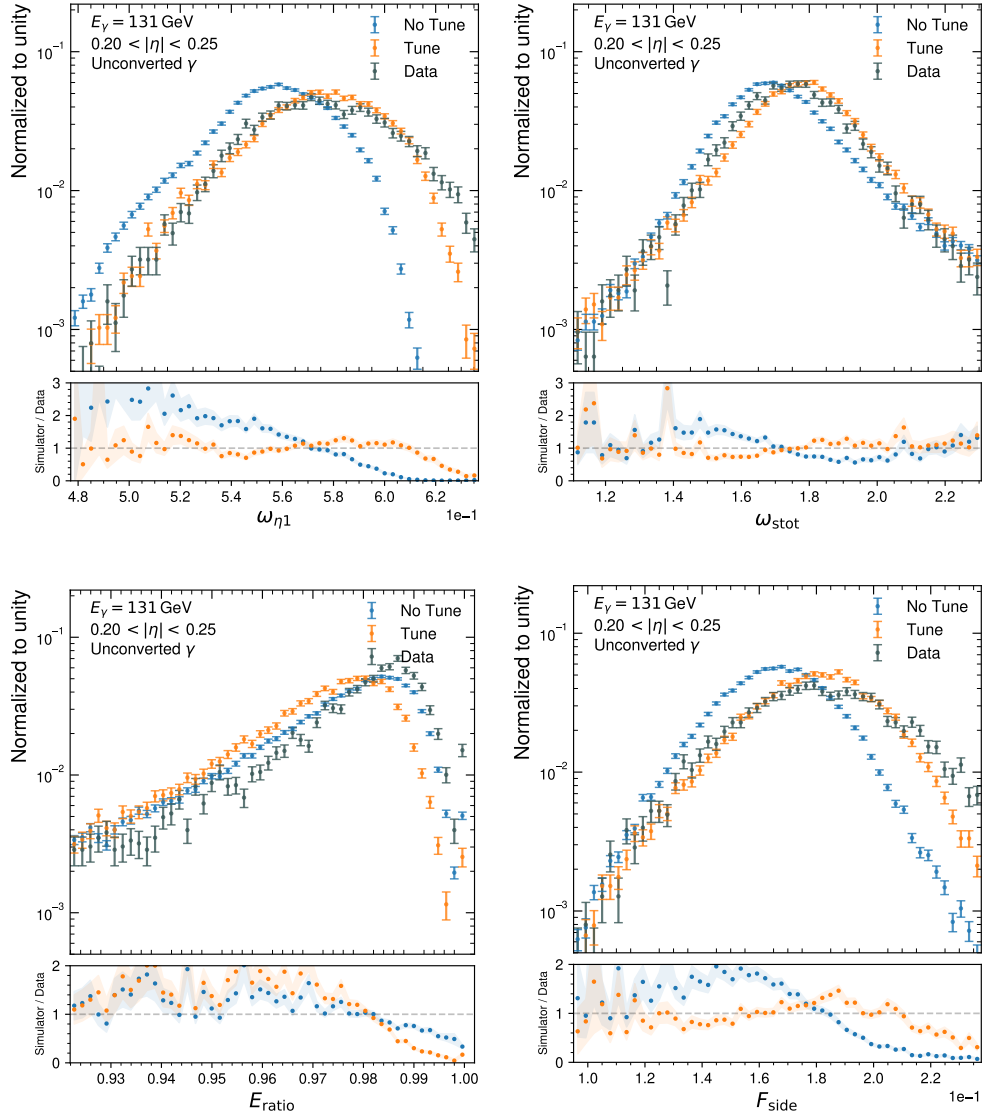 Normalized to unity
E_γ = 131 GeV
0.20 < |η| < 0.25
Unconverted γ
No Tune
Tune
Data
10⁻¹
10⁻²
10⁻³
Simulator / Data
3
2
1
0
4.8 5.0 5.2 5.4 5.6 5.8 6.0 6.2
ω_η1
1e−1
Normalized to unity
E_γ = 131 GeV
0.20 < |η| < 0.25
Unconverted γ
No Tune
Tune
Data
10⁻¹
10⁻²
10⁻³
Simulator / Data
3
2
1
0
1.2 1.4 1.6 1.8 2.0 2.2
ω_stot
Normalized to unity
E_γ = 131 GeV
0.20 < |η| < 0.25
Unconverted γ
No Tune
Tune
Data
10⁻¹
10⁻²
10⁻³
Simulator / Data
2
1
0
0.93 0.94 0.95 0.96 0.97 0.98 0.99 1.00
E_ratio
Normalized to unity
E_γ = 131 GeV
0.20 < |η| < 0.25
Unconverted γ
No Tune
Tune
Data
10⁻¹
10⁻²
10⁻³
Simulator / Data
2
1
0
1.0 1.2 1.4 1.6 1.8 2.0 2.2
F_side
1e−1